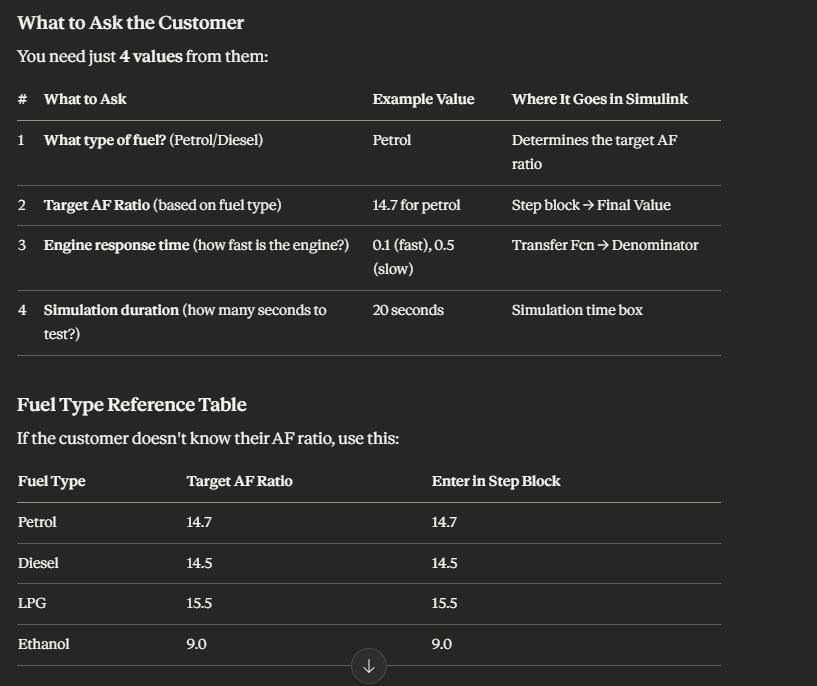 What to Ask the Customer
You need just 4 values from them:
# What to Ask Example Value Where It Goes in Simulink
1 What type of fuel? (Petrol/Diesel) Petrol Determines the target AF
ratio
2 Target AF Ratio (based on fuel type) 14.7 for petrol Step block → Final Value
3 Engine response time (how fast is the engine?) 0.1 (fast), 0.5 Transfer Fcn → Denominator
(slow)
4 Simulation duration (how many seconds to 20 seconds Simulation time box
test?)
Fuel Type Reference Table
If the customer doesn't know their AF ratio, use this:
Fuel Type Target AF Ratio Enter in Step Block
Petrol 14.7 14.7
Diesel 14.5 14.5
LPG 15.5 15.5
Ethanol 9.0 9.0